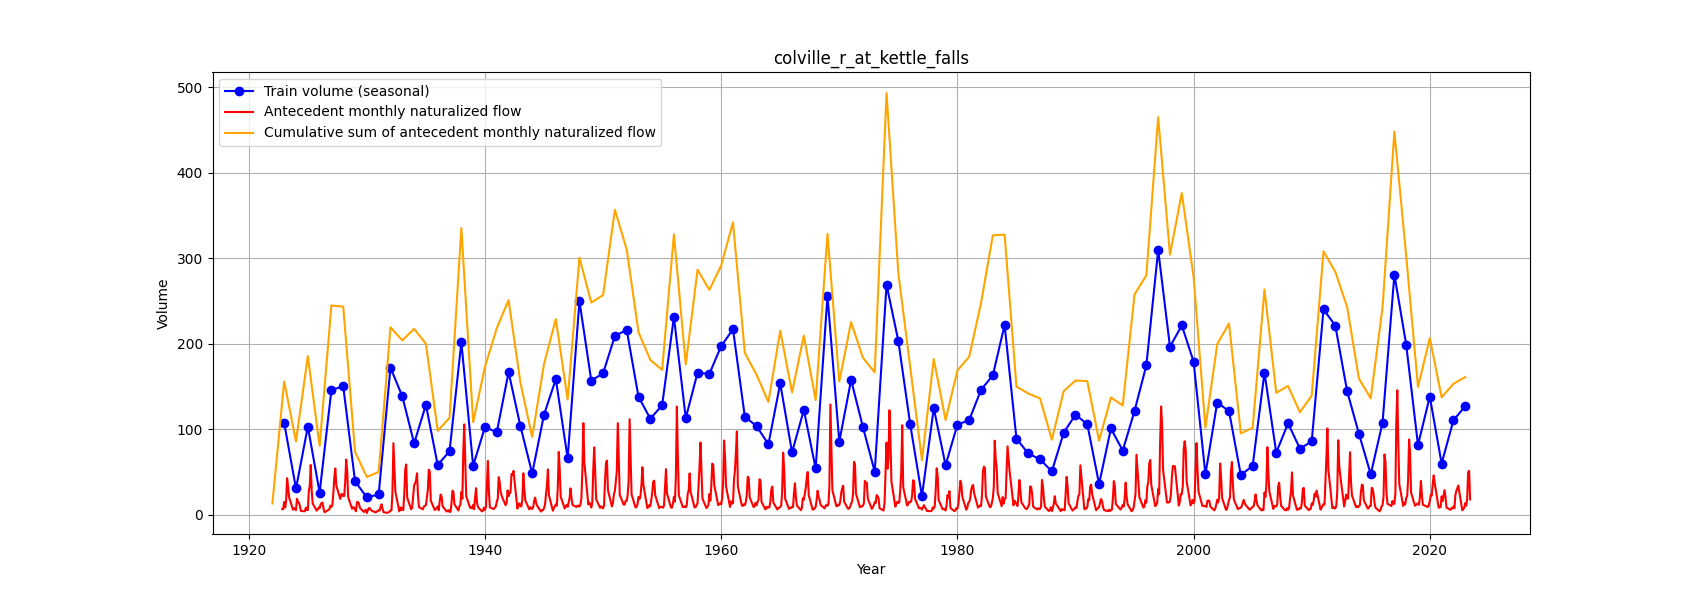 colville_r_at_kettle_falls
Train volume (seasonal)
Antecedent monthly naturalized flow
Cumulative sum of antecedent monthly naturalized flow
Volume
500
400
300
200
100
0
1920 1940 1960 1980 2000 2020
Year